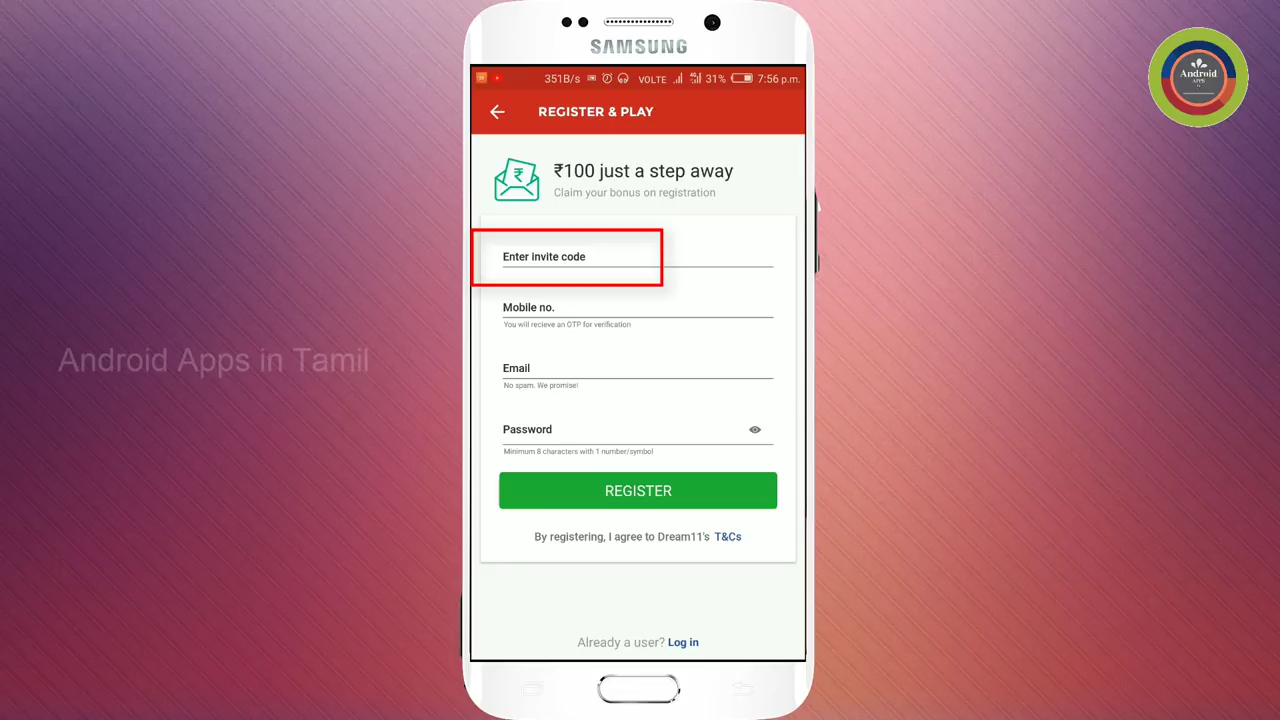 SAMSUNG
351B/s VOLTE 4G 31% 7:56 p.m.
REGISTER & PLAY
₹100 just a step away
Claim your bonus on registration
Enter invite code
Mobile no.
You will recieve an OTP for verification
Email
No spam. We promise!
Password
Minimum 8 characters with 1 number/symbol
REGISTER
By registering, I agree to Dream11's T&Cs
Already a user? Log in
Android Apps in Tamil
Android
APPS